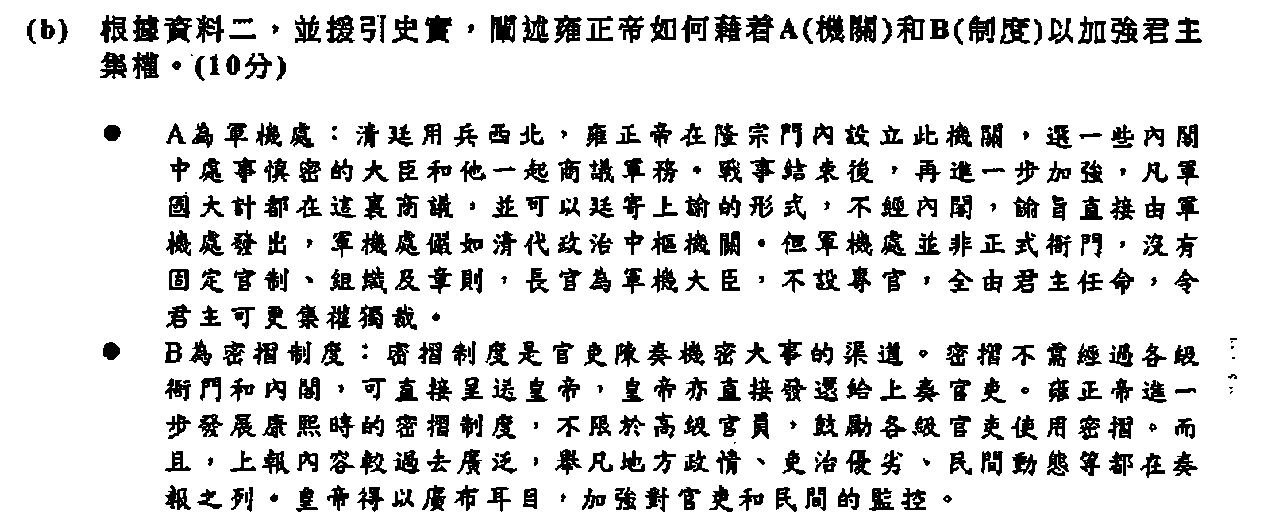 (b) 根據資料二，並援引史實，闡述雍正帝如何藉着A(機關)和B(制度)以加強君主
集權。(10分)
● A為軍機處：清廷用兵西北，雍正帝在隆宗門內設立此機關，選一些內閣
中處事慎密的大臣和他一起商議軍務。戰事結束後，再進一步加強，凡軍
國大計都在這裏商議，並可以廷寄上諭的形式，不經內閣，諭旨直接由軍
機處發出，軍機處儼如清代政治中樞機關。但軍機處並非正式衙門，沒有
固定官制、組織及章則，長官為軍機大臣，不設專官，全由君主任命，令
君主可更集權獨裁。
● B為密摺制度：密摺制度是官吏陳奏機密大事的渠道。密摺不需經過各級
衙門和內閣，可直接呈送皇帝，皇帝亦直接發還給上奏官吏。雍正帝進一
步發展康熙時的密摺制度，不限於高級官員，鼓勵各級官吏使用密摺。而
且，上報內容較過去廣泛，舉凡地方政情、吏治優劣、民間動態等都在奏
報之列。皇帝得以廣布耳目，加強對官吏和民間的監控。